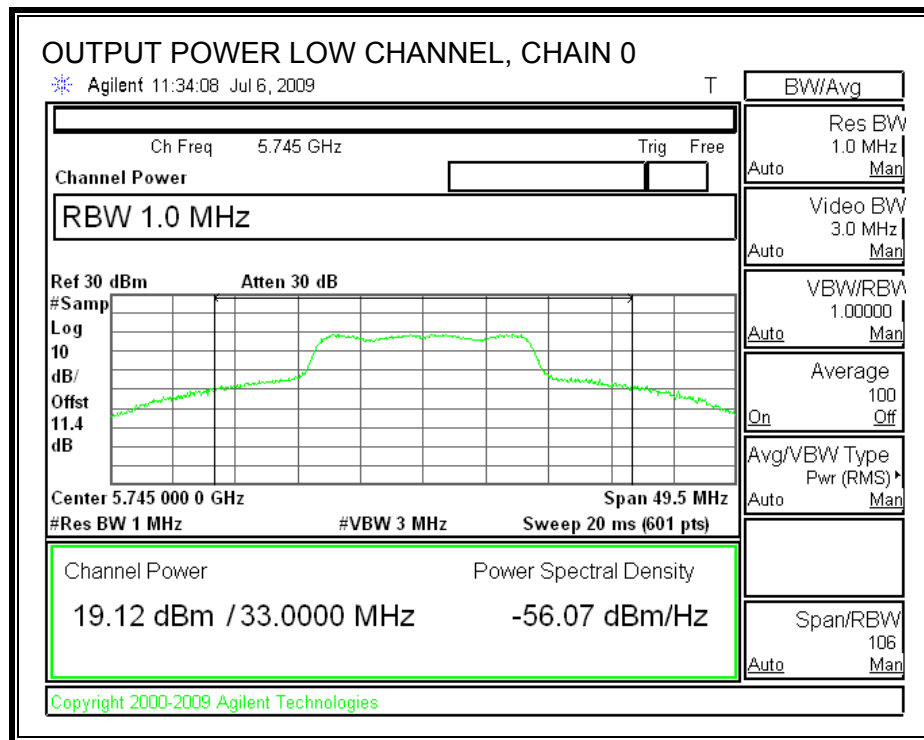 OUTPUT POWER LOW CHANNEL, CHAIN 0
Agilent 11:34:08 Jul 6, 2009 T
BW/Avg
Ch Freq 5.745 GHz Trig Free
Channel Power
RBW 1.0 MHz
Ref 30 dBm Atten 30 dB
#Samp
Log
10
dB/
Offst
11.4
dB
Center 5.745 000 0 GHz Span 49.5 MHz
#Res BW 1 MHz #VBW 3 MHz Sweep 20 ms (601 pts)
Channel Power Power Spectral Density
19.12 dBm / 33.0000 MHz -56.07 dBm/Hz
Copyright 2000-2009 Agilent Technologies
Res BW
1.0 MHz
Auto Man
Video BW
3.0 MHz
Auto Man
VBW/RBW
1.00000
Auto Man
Average
100
On Off
Avg/VBW Type
Pwr (RMS)
Auto Man
Span/RBW
106
Auto Man